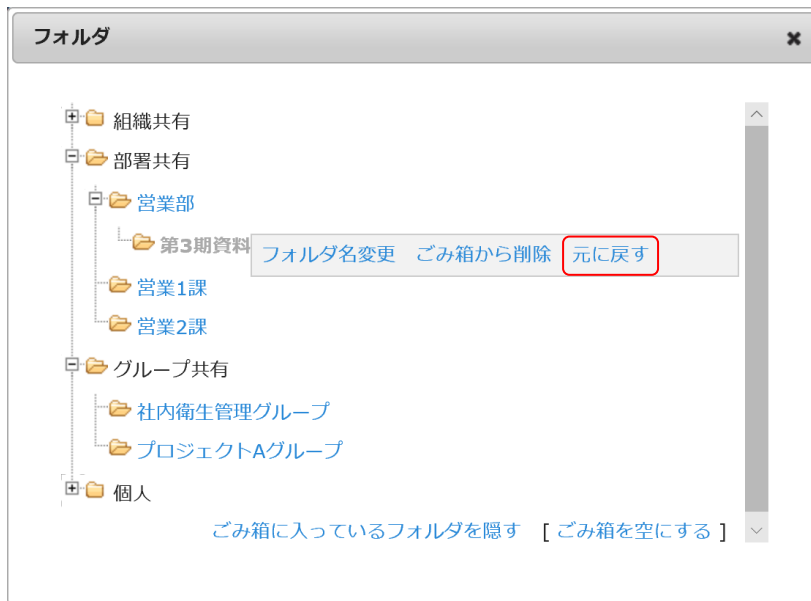 フォルダ
組織共有
部署共有
営業部
第3期資料 フォルダ名変更 ごみ箱から削除 元に戻す
営業1課
営業2課
グループ共有
社内衛生管理グループ
プロジェクトAグループ
個人
ごみ箱に入っているフォルダを隠す [ ごみ箱を空にする ]